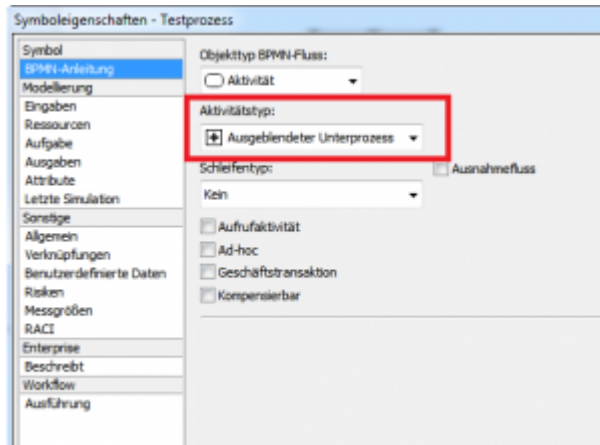 Symboleigenschaften - Testprozess
Symbol
BPMN-Anleitung
Modellierung
Eingaben
Ressourcen
Aufgabe
Ausgaben
Attribute
Letzte Simulation
Sonstige
Allgemein
Verknüpfungen
Benutzerdefinierte Daten
Risiken
Messgrößen
RACI
Enterprise
Beschreibt
Workflow
Ausführung
Objekttyp BPMN-Fluss:
Aktivität
Aktivitätstyp:
Ausgeblendeter Unterprozess
Schleifentyp:
Ausnahmefluss
Kein
Aufrufaktivität
Ad-hoc
Geschäftstransaktion
Kompensierbar